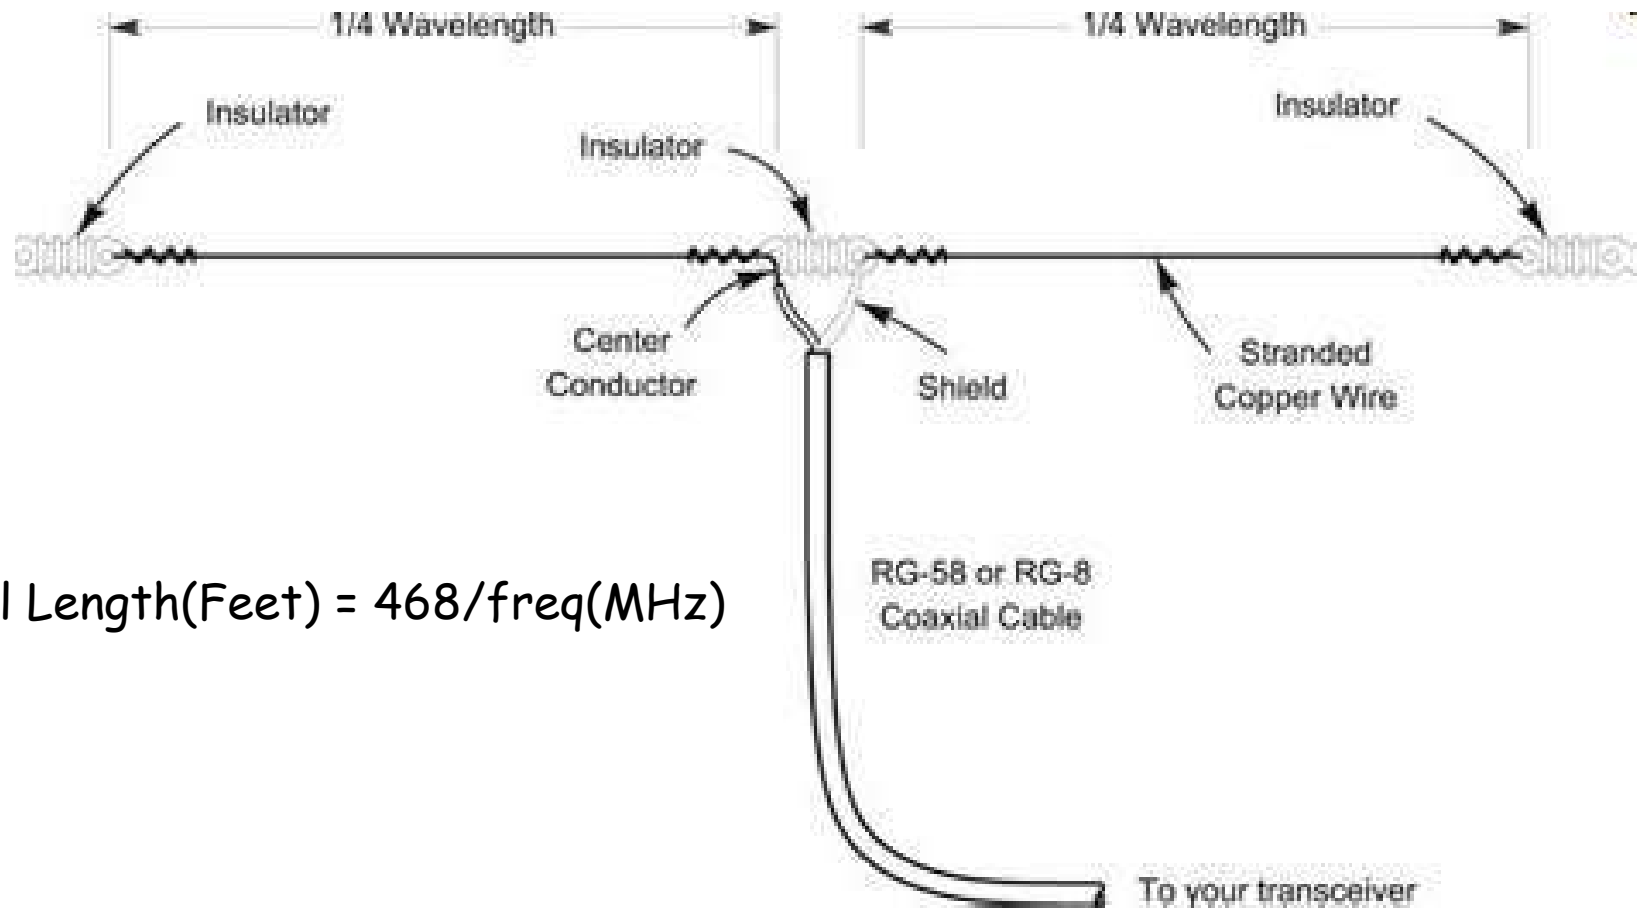 1/4 Wavelength
1/4 Wavelength
Insulator
Insulator
Insulator
Center
Conductor
Shield
Stranded
Copper Wire
RG-58 or RG-8
Coaxial Cable
l Length(Feet) = 468/freq(MHz)
To your transceiver